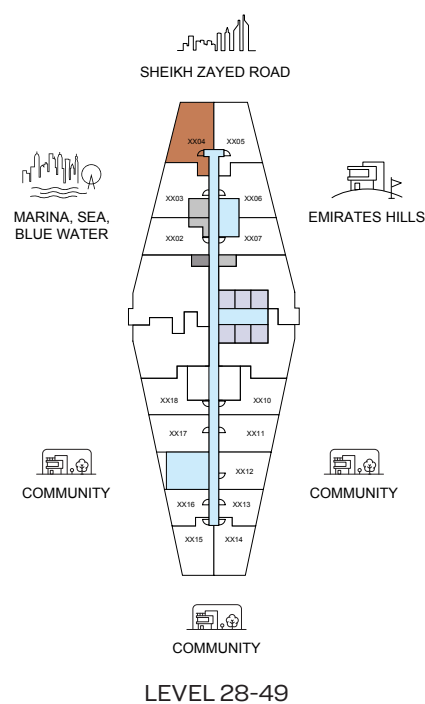 SHEIKH ZAYED ROAD
XX04
XX05
MARINA, SEA,
BLUE WATER
EMIRATES HILLS
XX03
XX06
XX02
XX07
XX18
XX10
XX17
XX11
XX12
COMMUNITY
COMMUNITY
XX16
XX13
XX15
XX14
COMMUNITY
LEVEL 28-49